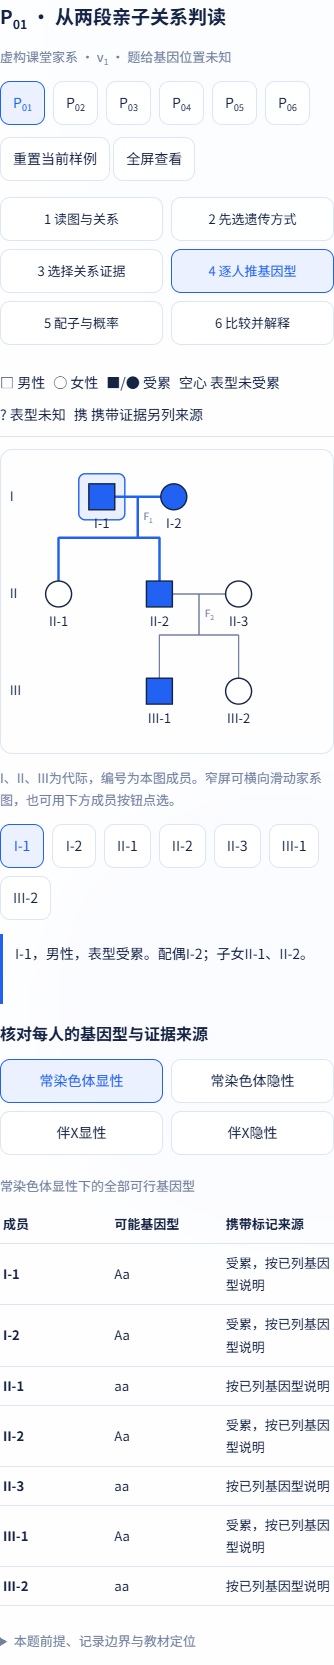 P01 · 从两段亲子关系判读
虚构课堂家系 · v1 · 题给基因位置未知
P01 P02 P03 P04 P05 P06
重置当前样例 全屏查看
1 读图与关系 2 先选遗传方式
3 选择关系证据 4 逐人推基因型
5 配子与概率 6 比较并解释
□ 男性 ○ 女性 ■/● 受累 空心 表型未受累
? 表型未知 携 携带证据另列来源
I
F1
I-1 I-2
II
F2
II-1 II-2 II-3
III
III-1 III-2
I、II、III为代际，编号为本图成员。窄屏可横向滑动家系
图，也可用下方成员按钮点选。
I-1 I-2 II-1 II-2 II-3 III-1
III-2
I-1，男性，表型受累。配偶I-2；子女II-1、II-2。
核对每人的基因型与证据来源
常染色体显性 常染色体隐性
伴X显性 伴X隐性
常染色体显性下的全部可行基因型
成员 可能基因型 携带标记来源
I-1 Aa 受累，按已列基因
型说明
I-2 Aa 受累，按已列基因
型说明
II-1 aa 按已列基因型说明
II-2 Aa 受累，按已列基因
型说明
II-3 aa 按已列基因型说明
III-1 Aa 受累，按已列基因
型说明
III-2 aa 按已列基因型说明
▶ 本题前提、记录边界与教材定位